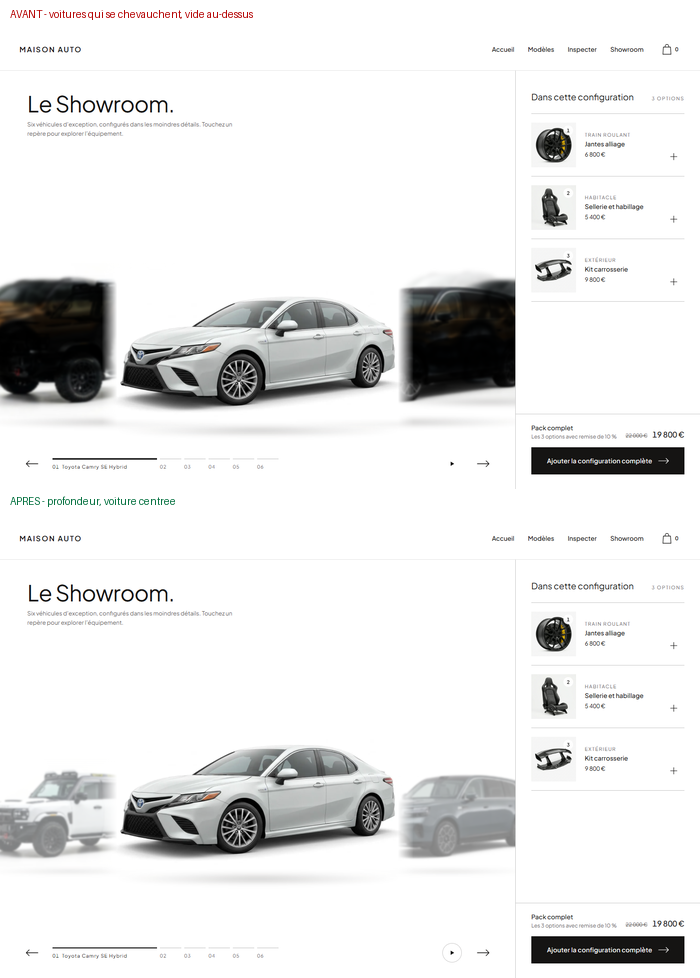 AVANT - voitures qui se chevauchent, vide au-dessus
MAISON AUTO
Accueil Modèles Inspecter Showroom 0
Le Showroom.
Six véhicules d'exception, configurés dans les moindres détails. Touchez un
repère pour explorer l'équipement.
Dans cette configuration 3 OPTIONS
1
TRAIN ROULANT
Jantes alliage
6 800 €
2
HABITACLE
Sellerie et habillage
5 400 €
3
EXTÉRIEUR
Kit carrosserie
9 800 €
Pack complet
Les 3 options avec remise de 10 % 22 000 € 19 800 €
Ajouter la configuration complète
01 Toyota Camry SE Hybrid 02 03 04 05 06
APRES - profondeur, voiture centree
MAISON AUTO
Accueil Modèles Inspecter Showroom 0
Le Showroom.
Six véhicules d'exception, configurés dans les moindres détails. Touchez un
repère pour explorer l'équipement.
Dans cette configuration 3 OPTIONS
1
TRAIN ROULANT
Jantes alliage
6 800 €
2
HABITACLE
Sellerie et habillage
5 400 €
3
EXTÉRIEUR
Kit carrosserie
9 800 €
Pack complet
Les 3 options avec remise de 10 % 22 000 € 19 800 €
Ajouter la configuration complète
01 Toyota Camry SE Hybrid 02 03 04 05 06